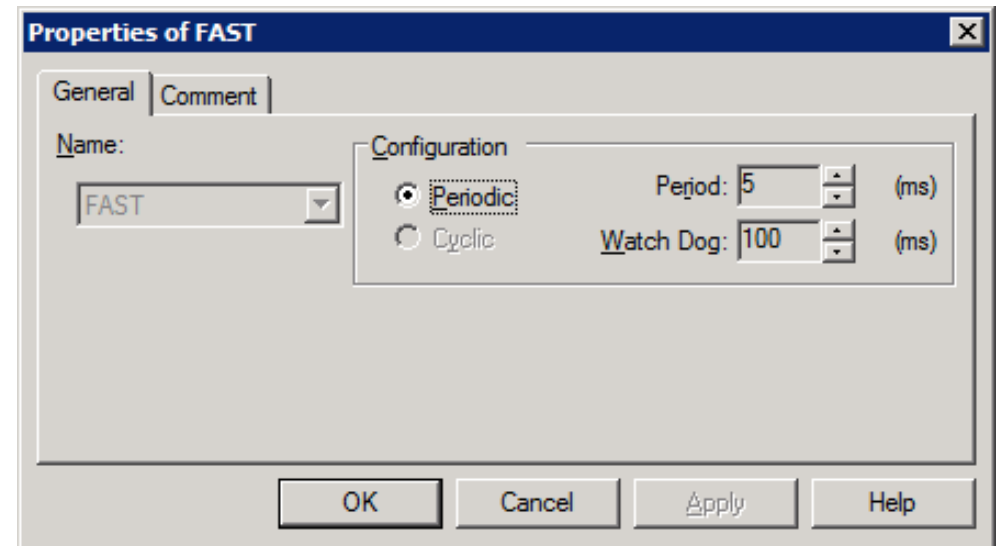 Properties of FAST
General Comment
Name:
FAST
Configuration
Periodic
Cyclic
Period: 5 (ms)
Watch Dog: 100 (ms)
OK Cancel Apply Help